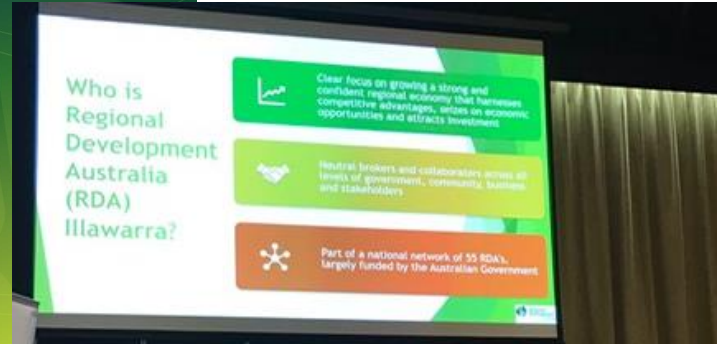 Who is
Regional
Development
Australia
(RDA)
Illawarra?
Clear focus on growing a strong and
confident regional economy that harnesses
competitive advantages, seizes on economic
opportunities and attracts investment
Neutral brokers and collaborators across all
levels of government, community, business
and stakeholders
Part of a national network of 55 RDA's,
largely funded by the Australian Government